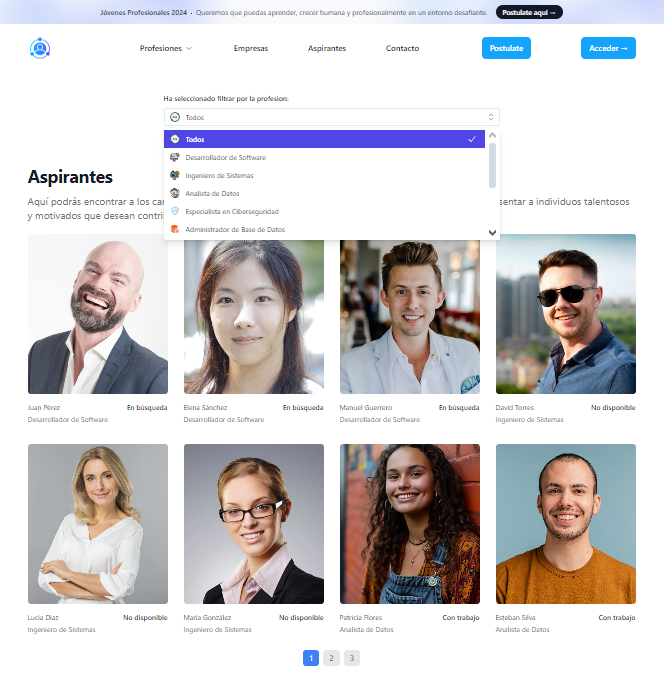 Jóvenes Profesionales 2024 • Queremos que puedas aprender, crecer humana y profesionalmente en un entorno desafiante. Postulate aquí →
Profesiones Empresas Aspirantes Contacto Postulate Acceder →
Ha seleccionado filtrar por la profesion:
Todos
Todos
Desarrollador de Software
Ingeniero de Sistemas
Analista de Datos
Especialista en Ciberseguridad
Administrador de Base de Datos
Aspirantes
Aquí podrás encontrar a los sentar a individuos talentosos
y motivados que desean
Juan Pérez En búsqueda
Desarrollador de Software
Elena Sánchez En búsqueda
Desarrollador de Software
Manuel Guerrero En búsqueda
Desarrollador de Software
David Torres No disponible
Ingeniero de Sistemas
Lucía Díaz No disponible
Ingeniero de Sistemas
María González No disponible
Ingeniero de Sistemas
Patricia Flores Con trabajo
Analista de Datos
Esteban Silva Con trabajo
Analista de Datos
1 2 3